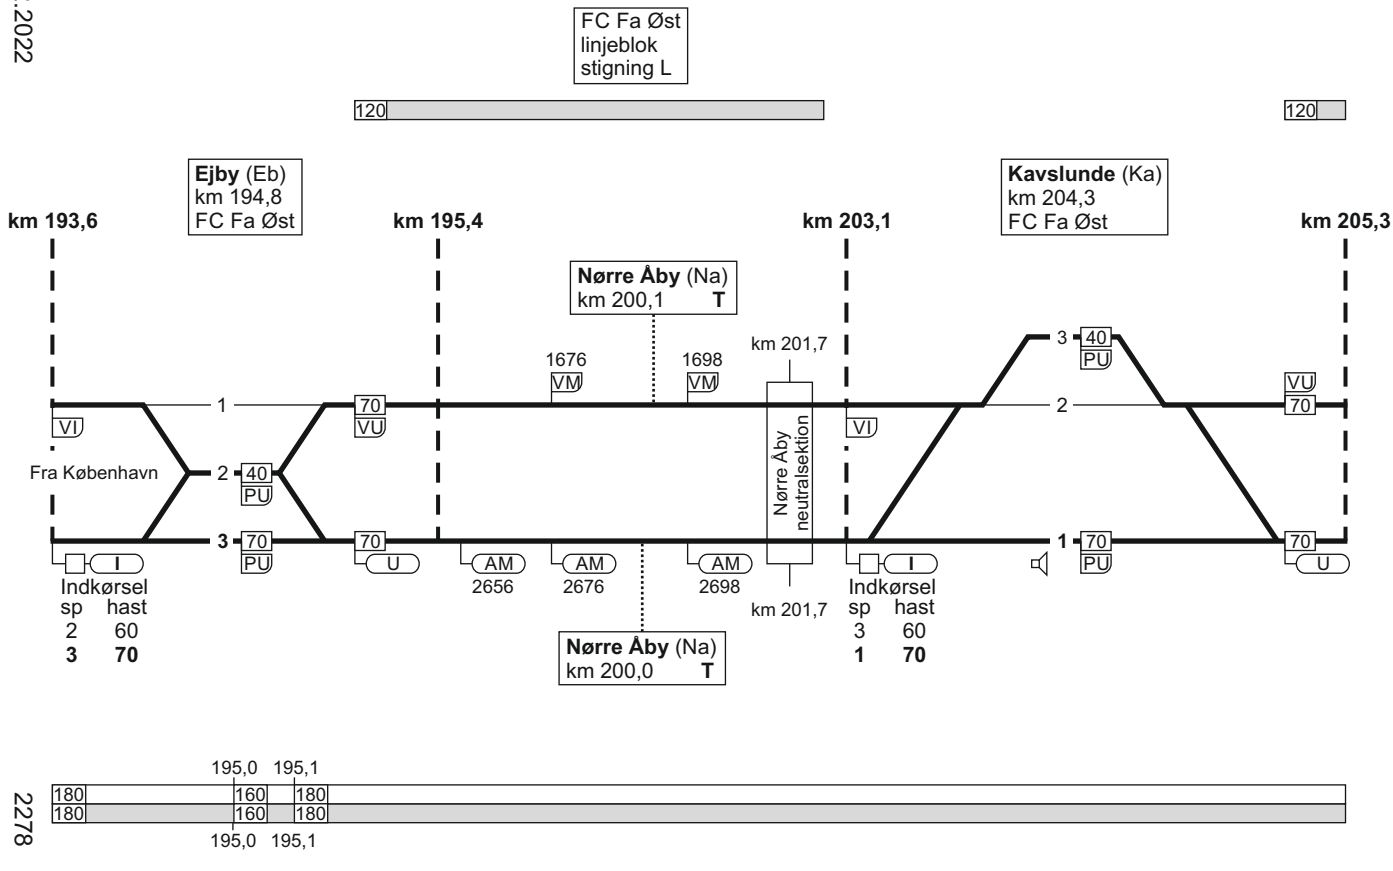 .2022
FC Fa Øst
linjeblok
stigning L
120
120
Ejby (Eb)
km 194,8
FC Fa Øst
Kavslunde (Ka)
km 204,3
FC Fa Øst
km 193,6
km 195,4
km 203,1
km 205,3
Nørre Åby (Na)
km 200,1 T
km 201,7
1676
VM
1698
VM
3 40
PU
1
70
VU
2
VU
70
VI
VI
Nørre Åby
neutralsektion
Fra København
2 40
PU
3 70
PU
70
U
AM
2656
AM
2676
AM
2698
1 70
PU
70
U
I
Indkørsel
sp hast
2 60
3 70
I
Indkørsel
sp hast
3 60
1 70
km 201,7
Nørre Åby (Na)
km 200,0 T
195,0 195,1
180 160 180
180 160 180
195,0 195,1
2278